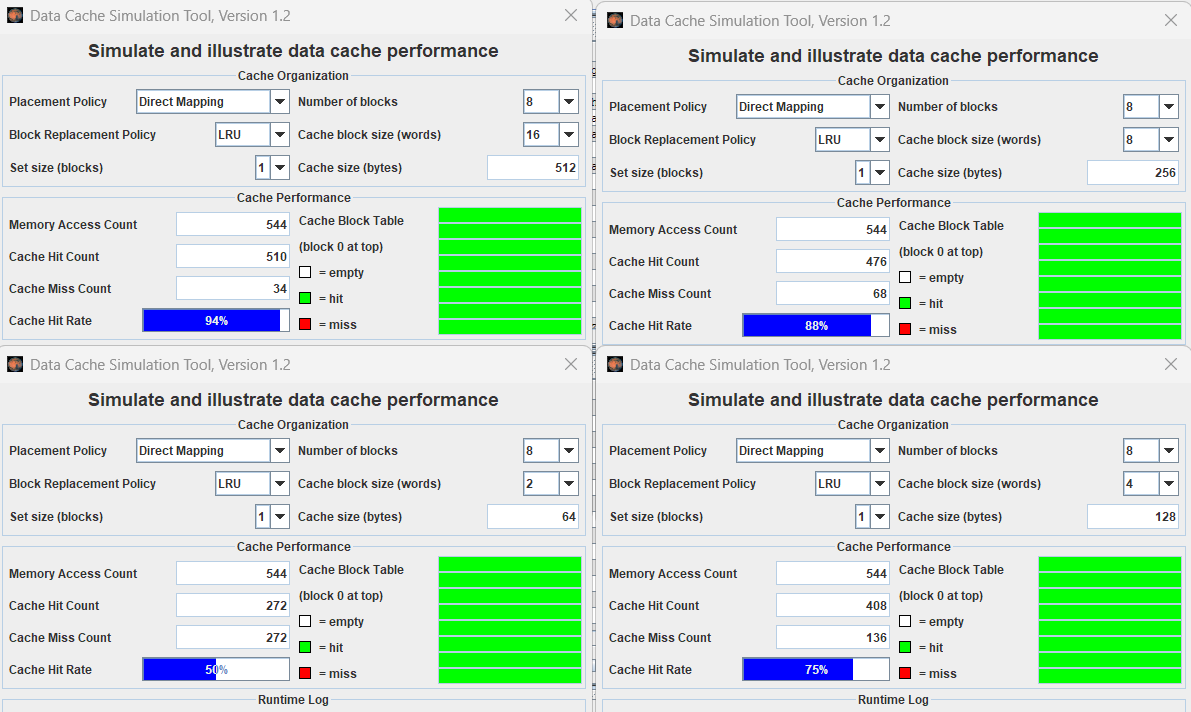 Data Cache Simulation Tool, Version 1.2
Simulate and illustrate data cache performance
Cache Organization
Placement Policy Direct Mapping Number of blocks 8
Block Replacement Policy LRU Cache block size (words) 16
Set size (blocks) 1 Cache size (bytes) 512
Cache Performance
Memory Access Count 544 Cache Block Table
(block 0 at top)
Cache Hit Count 510
= empty
Cache Miss Count 34
= hit
Cache Hit Rate 94%
= miss
Data Cache Simulation Tool, Version 1.2
Simulate and illustrate data cache performance
Cache Organization
Placement Policy Direct Mapping Number of blocks 8
Block Replacement Policy LRU Cache block size (words) 8
Set size (blocks) 1 Cache size (bytes) 256
Cache Performance
Memory Access Count 544 Cache Block Table
(block 0 at top)
Cache Hit Count 476
= empty
Cache Miss Count 68
= hit
Cache Hit Rate 88%
= miss
Data Cache Simulation Tool, Version 1.2
Simulate and illustrate data cache performance
Cache Organization
Placement Policy Direct Mapping Number of blocks 8
Block Replacement Policy LRU Cache block size (words) 2
Set size (blocks) 1 Cache size (bytes) 64
Cache Performance
Memory Access Count 544 Cache Block Table
(block 0 at top)
Cache Hit Count 272
= empty
Cache Miss Count 272
= hit
Cache Hit Rate 50%
= miss
Runtime Log
Data Cache Simulation Tool, Version 1.2
Simulate and illustrate data cache performance
Cache Organization
Placement Policy Direct Mapping Number of blocks 8
Block Replacement Policy LRU Cache block size (words) 4
Set size (blocks) 1 Cache size (bytes) 128
Cache Performance
Memory Access Count 544 Cache Block Table
(block 0 at top)
Cache Hit Count 408
= empty
Cache Miss Count 136
= hit
Cache Hit Rate 75%
= miss
Runtime Log